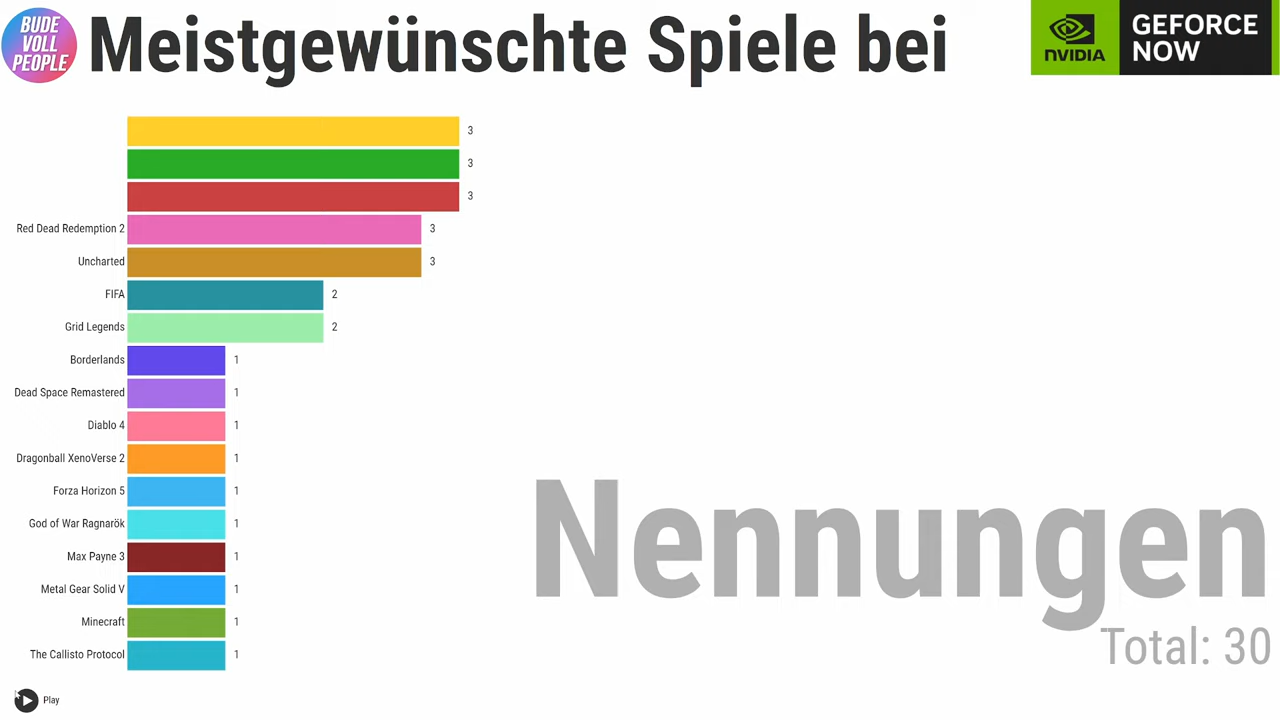 BUDE
VOLL
PEOPLE
Meistgewünschte Spiele bei
NVIDIA
GEFORCE
NOW
3
3
3
Red Dead Redemption 2 3
Uncharted 3
FIFA 2
Grid Legends 2
Borderlands 1
Dead Space Remastered 1
Diablo 4 1
Dragonball XenoVerse 2 1
Forza Horizon 5 1
God of War Ragnarök 1
Max Payne 3 1
Metal Gear Solid V 1
Minecraft 1
The Callisto Protocol 1
Nennungen
Total: 30
Play